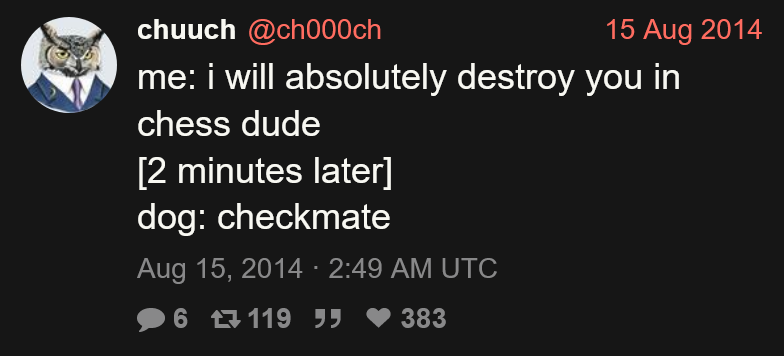 chuuch @ch000ch 15 Aug 2014
me: i will absolutely destroy you in
chess dude
[2 minutes later]
dog: checkmate
Aug 15, 2014 · 2:49 AM UTC
6 119 383